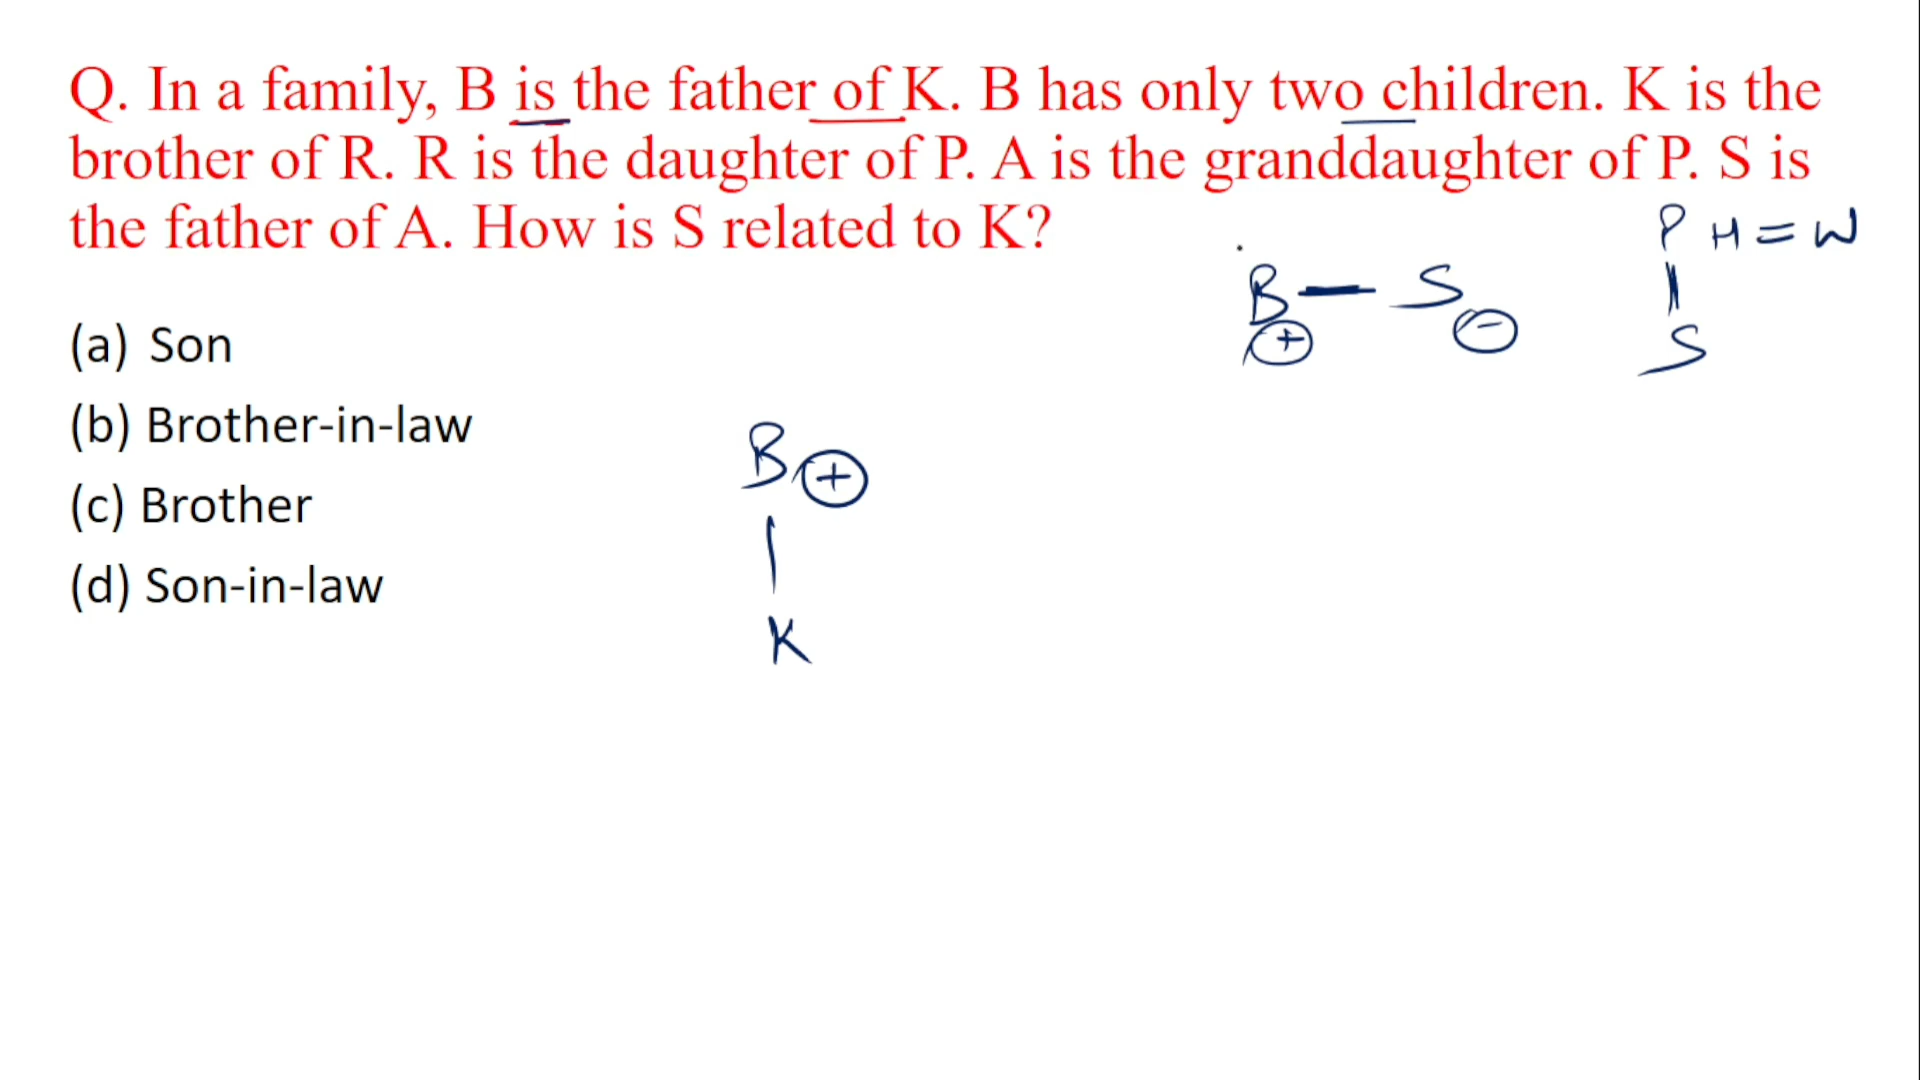 Q. In a family, B is the father of K. B has only two children. K is the
brother of R. R is the daughter of P. A is the granddaughter of P. S is
the father of A. How is S related to K?
P H = W
B — S
+ −
S
(a) Son
(b) Brother-in-law
(c) Brother
(d) Son-in-law
B +
K